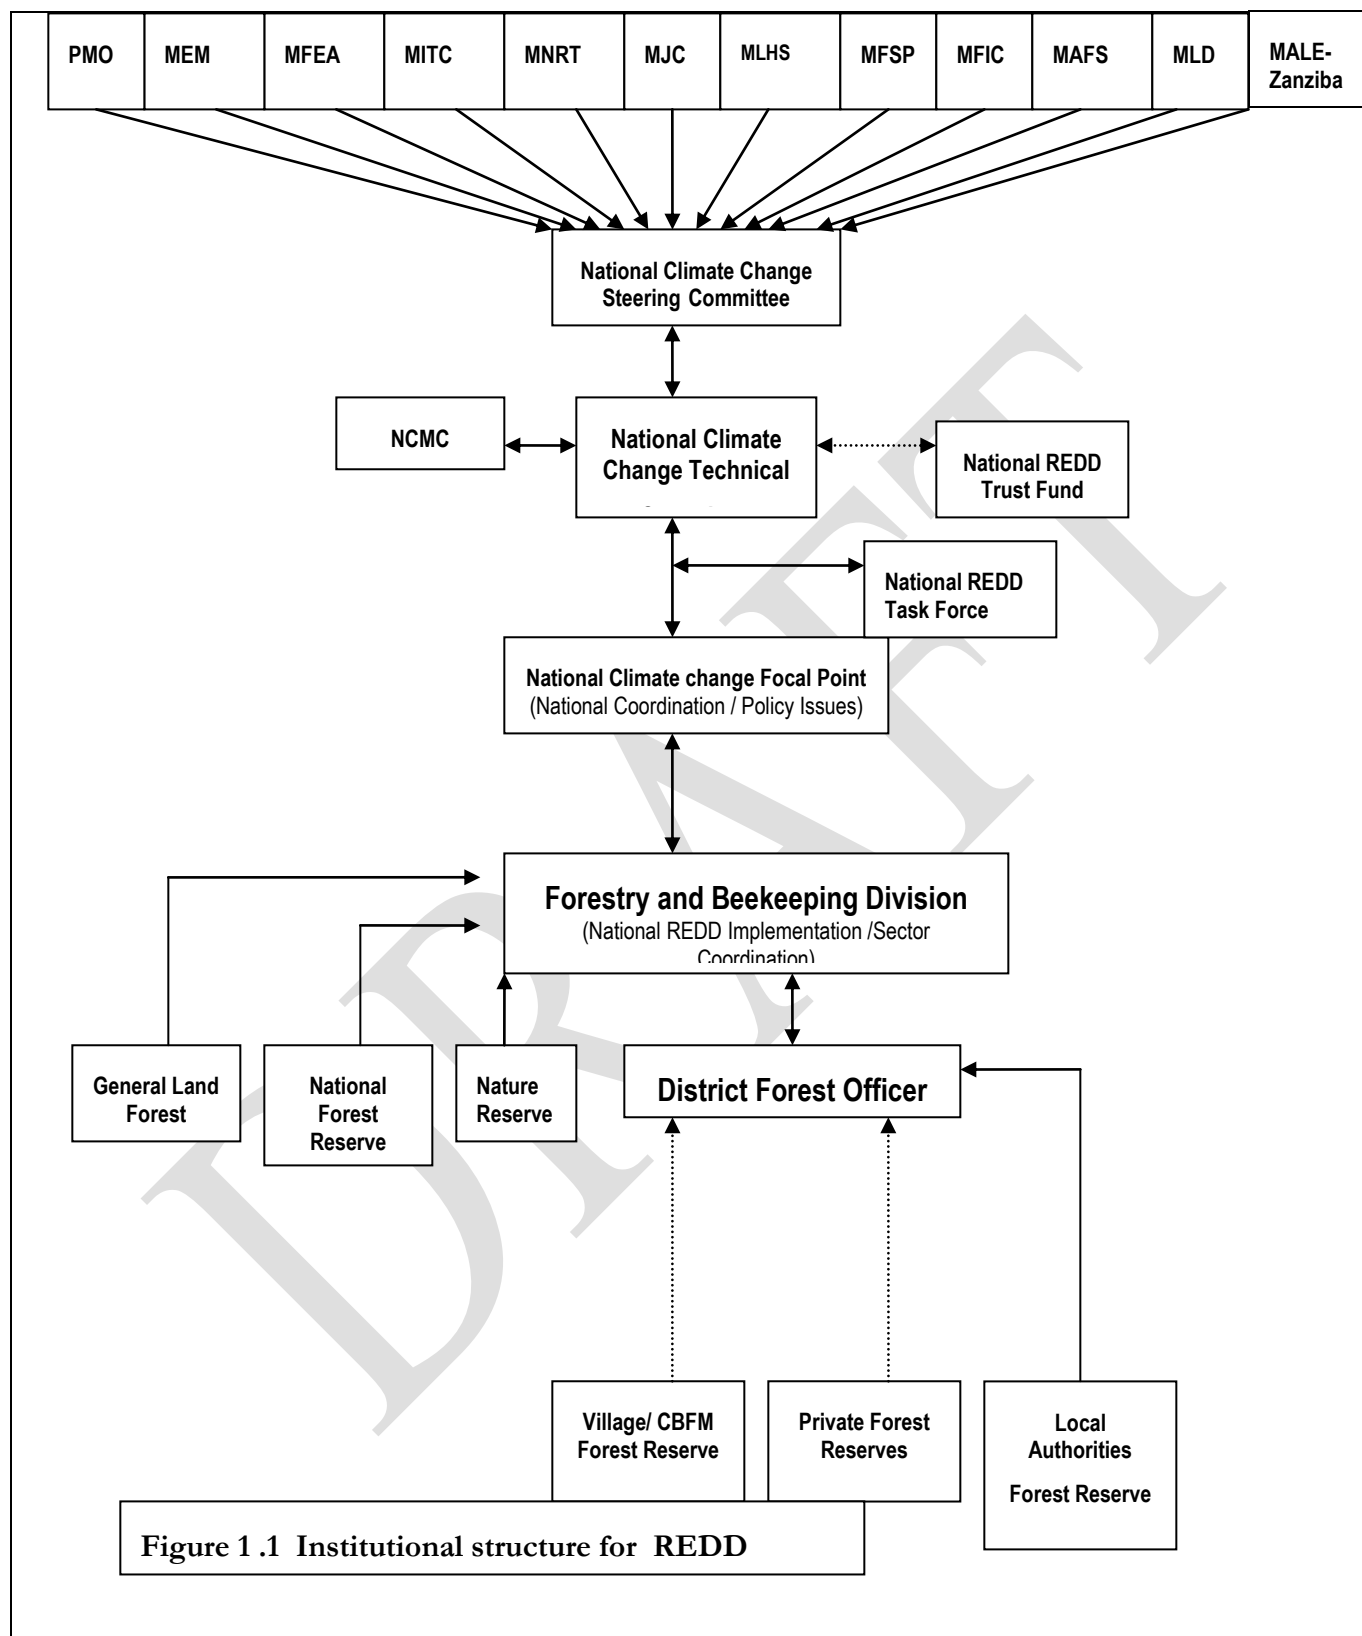 PMO MEM MFEA MITC MNRT MJC MLHS MFSP MFIC MAFS MLD MALE-
Zanziba
National Climate Change
Steering Committee
NCMC
National Climate
Change Technical
National REDD
Trust Fund
National REDD
Task Force
National Climate change Focal Point
(National Coordination / Policy Issues)
Forestry and Beekeeping Division
(National REDD Implementation /Sector
Coordination)
General Land
Forest
National
Forest
Reserve
Nature
Reserve
District Forest Officer
Village/ CBFM
Forest Reserve
Private Forest
Reserves
Local
Authorities
Forest Reserve
Figure 1 .1 Institutional structure for REDD
DRAFT